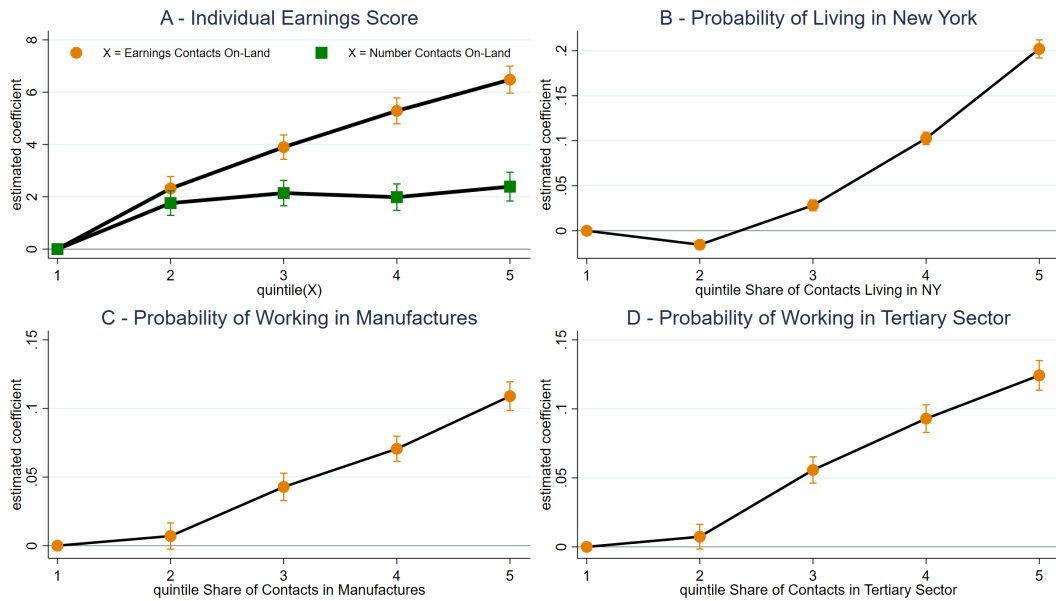 A - Individual Earnings Score
X = Earnings Contacts On-Land
X = Number Contacts On-Land
estimated coefficient
8
6
4
2
0
1 2 3 4 5
quintile(X)
B - Probability of Living in New York
estimated coefficient
.2
.15
.1
.05
0
1 2 3 4 5
quintile Share of Contacts Living in NY
C - Probability of Working in Manufactures
estimated coefficient
.15
.1
.05
0
1 2 3 4 5
quintile Share of Contacts in Manufactures
D - Probability of Working in Tertiary Sector
estimated coefficient
.15
.1
.05
0
1 2 3 4 5
quintile Share of Contacts in Tertiary Sector